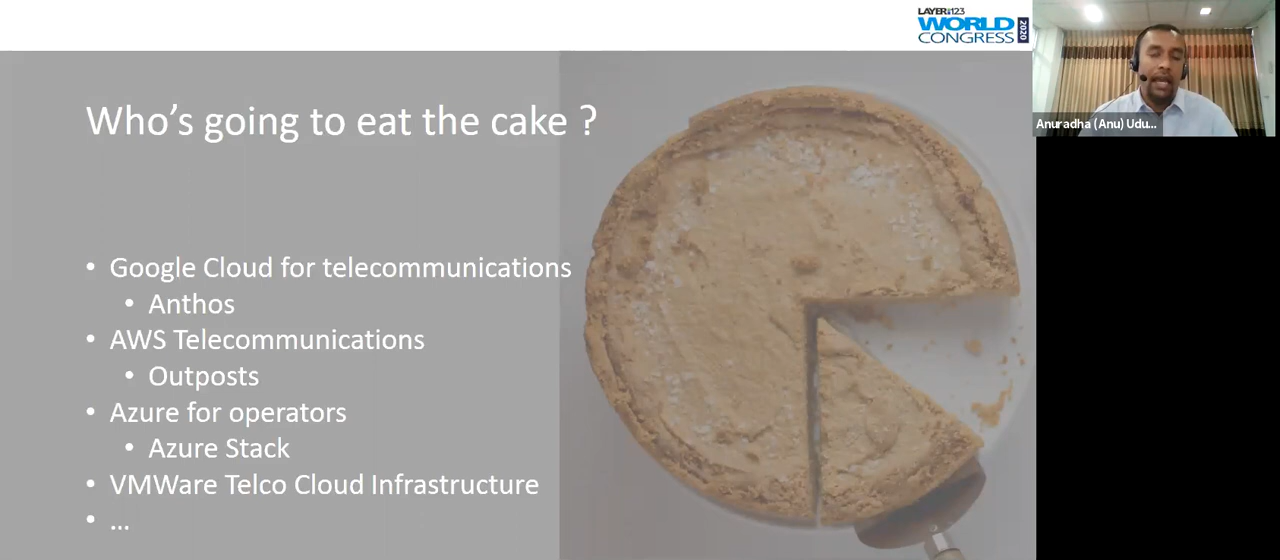 LAYER123
WORLD
CONGRESS
2020
Anuradha (Anu) Udu...
Who's going to eat the cake ?
• Google Cloud for telecommunications
• Anthos
• AWS Telecommunications
• Outposts
• Azure for operators
• Azure Stack
• VMWare Telco Cloud Infrastructure
• ...